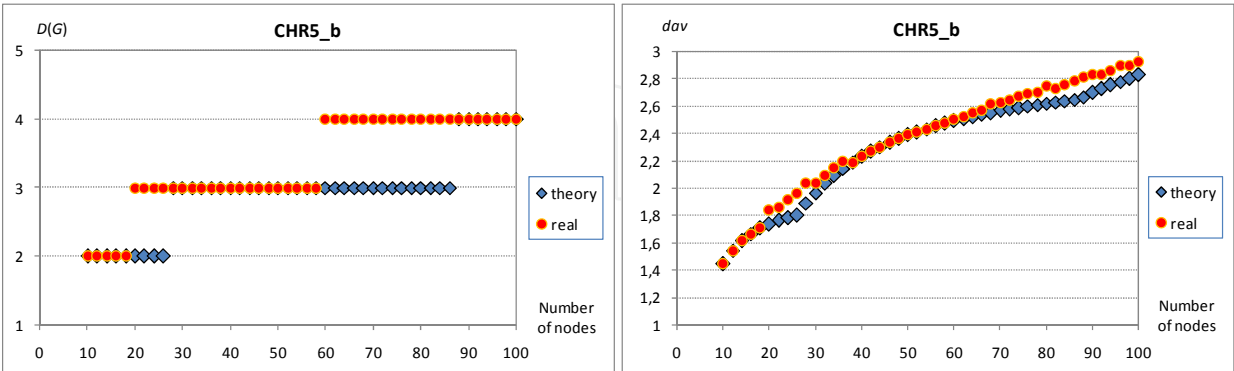 D(G)
CHR5_b
5
4
3
2
1
0 10 20 30 40 50 60 70 80 90 100
Number
of nodes
theory
real
dav
CHR5_b
3
2,8
2,6
2,4
2,2
2
1,8
1,6
1,4
1,2
1
0 10 20 30 40 50 60 70 80 90 100
Number
of nodes
theory
real